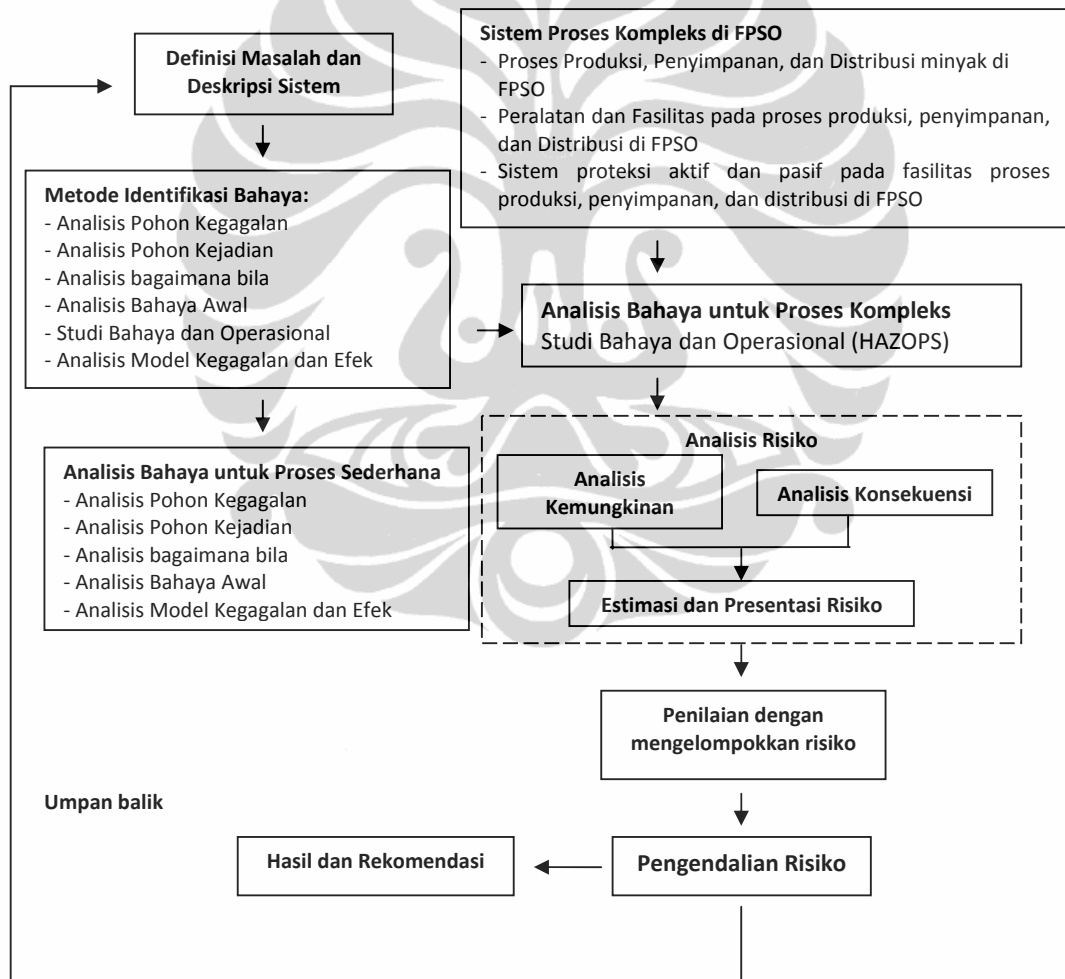 Definisi Masalah dan
Deskripsi Sistem
Sistem Proses Kompleks di FPSO
- Proses Produksi, Penyimpanan, dan Distribusi minyak di
FPSO
- Peralatan dan Fasilitas pada proses produksi, penyimpanan,
dan Distribusi di FPSO
- Sistem proteksi aktif dan pasif pada fasilitas proses
produksi, penyimpanan, dan distribusi di FPSO
Metode Identifikasi Bahaya:
- Analisis Pohon Kegagalan
- Analisis Pohon Kejadian
- Analisis bagaimana bila
- Analisis Bahaya Awal
- Studi Bahaya dan Operasional
- Analisis Model Kegagalan dan Efek
Analisis Bahaya untuk Proses Kompleks
Studi Bahaya dan Operasional (HAZOPS)
Analisis Bahaya untuk Proses Sederhana
- Analisis Pohon Kegagalan
- Analisis Pohon Kejadian
- Analisis bagaimana bila
- Analisis Bahaya Awal
- Analisis Model Kegagalan dan Efek
Analisis Risiko
Analisis
Kemungkinan
Analisis Konsekuensi
Estimasi dan Presentasi Risiko
Penilaian dengan
mengelompokkan risiko
Umpan balik
Hasil dan Rekomendasi
Pengendalian Risiko